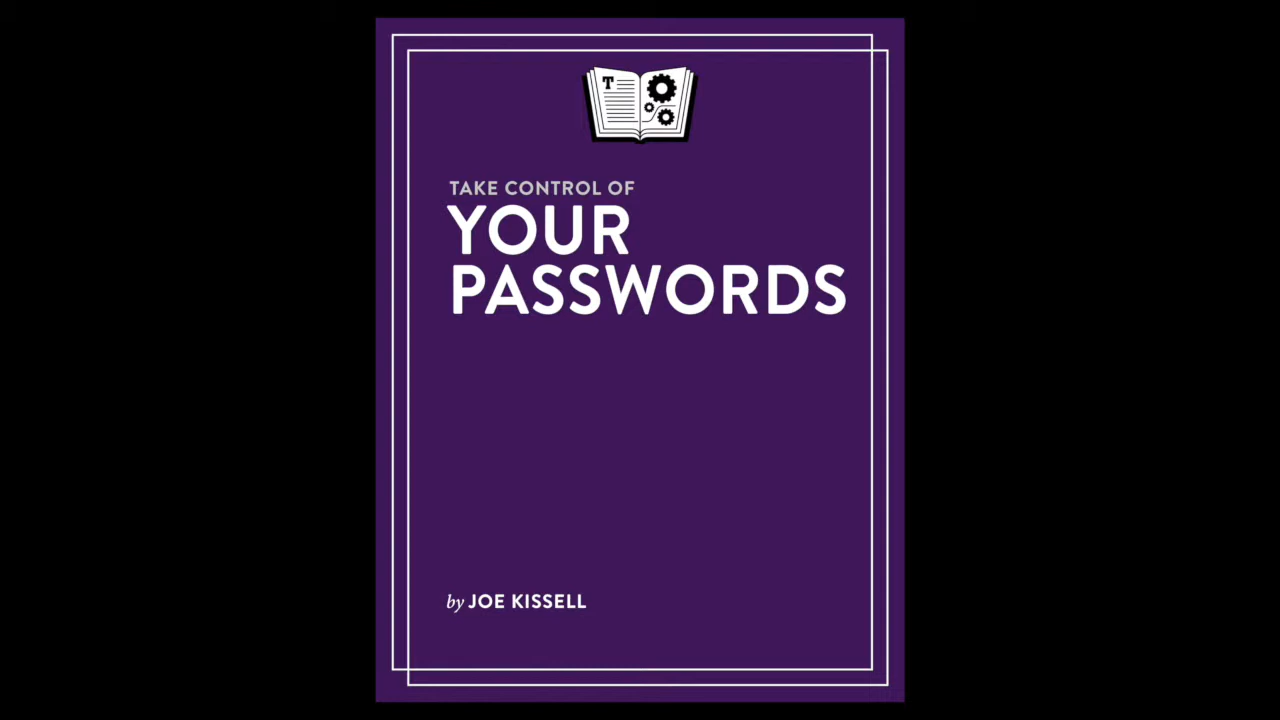 T
TAKE CONTROL OF
YOUR
PASSWORDS
by JOE KISSELL